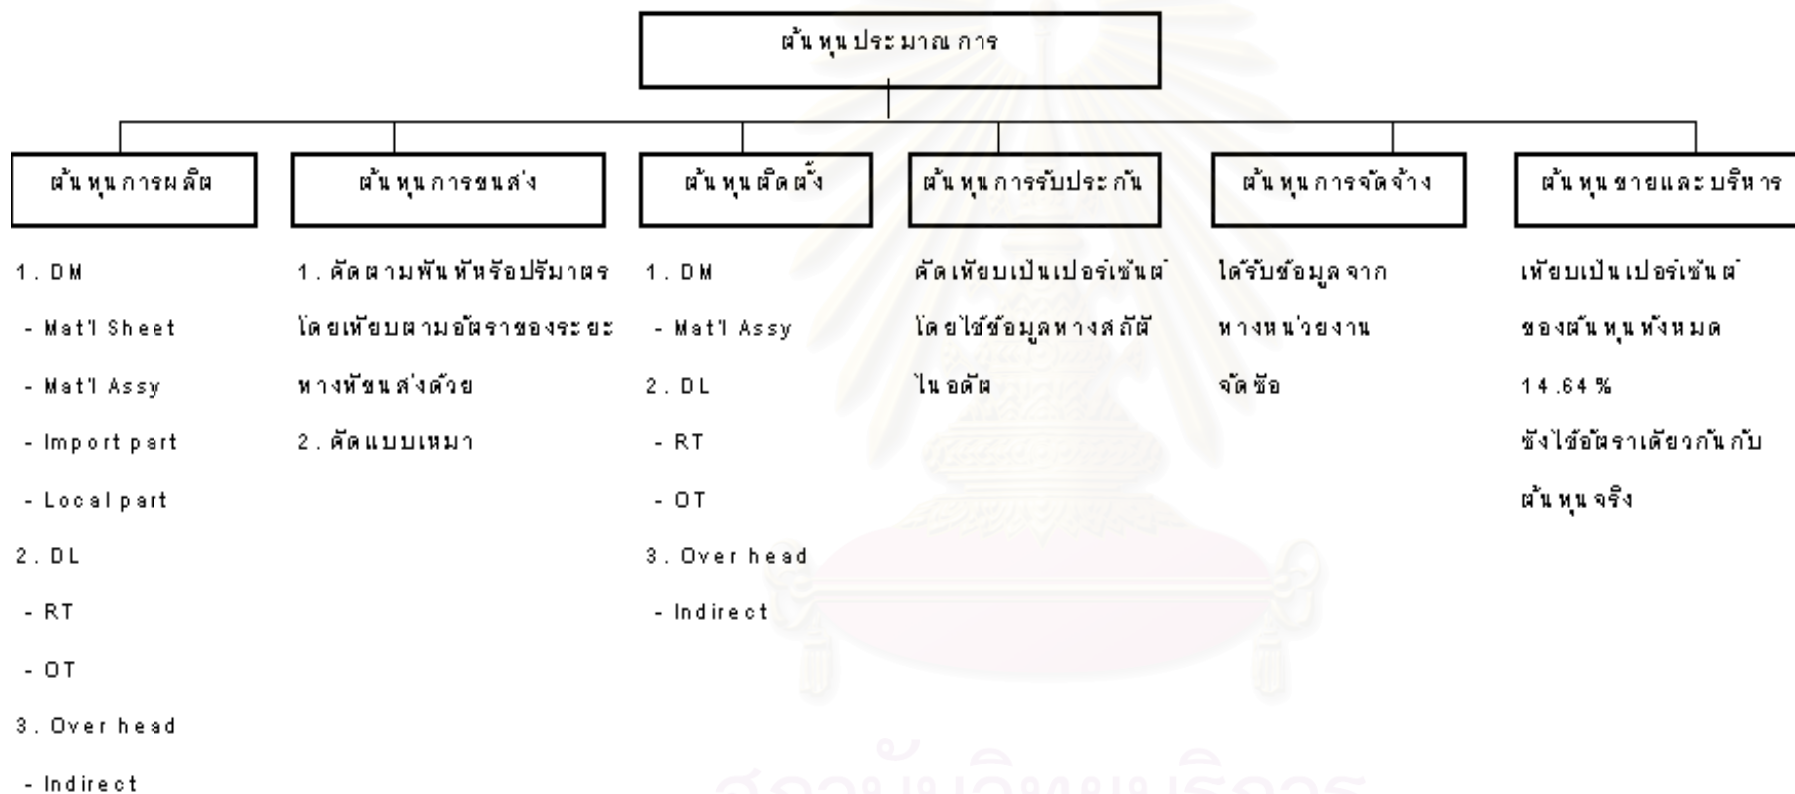 ต้นทุนประมาณการ
ต้นทุนการผลิต
1. DM
- Mat'l Sheet
- Mat'l Assy
- Import part
- Local part
2. DL
- RT
- OT
3. Over head
- Indirect
ต้นทุนการขนส่ง
1. คิดตามพื้นที่หรือปริมาตร
โดยเทียบตามอัตราของระยะ
ทางที่ขนส่งด้วย
2. คิดแบบเหมา
ต้นทุนติดตั้ง
1. DM
- Mat'l Assy
2. DL
- RT
- OT
3. Over head
- Indirect
ต้นทุนการรับประกัน
คิดเทียบเป็นเปอร์เซ็นต์
โดยใช้ข้อมูลทางสถิติ
ในอดีต
ต้นทุนการจัดจ้าง
ได้รับข้อมูลจาก
ทางหน่วยงาน
จัดซื้อ
ต้นทุนขายและบริหาร
เทียบเป็นเปอร์เซ็นต์
ของต้นทุนทั้งหมด
14.64%
ซึ่งใช้อัตราเดียวกันกับ
ต้นทุนจริง
สถาบันวิทยบริการ